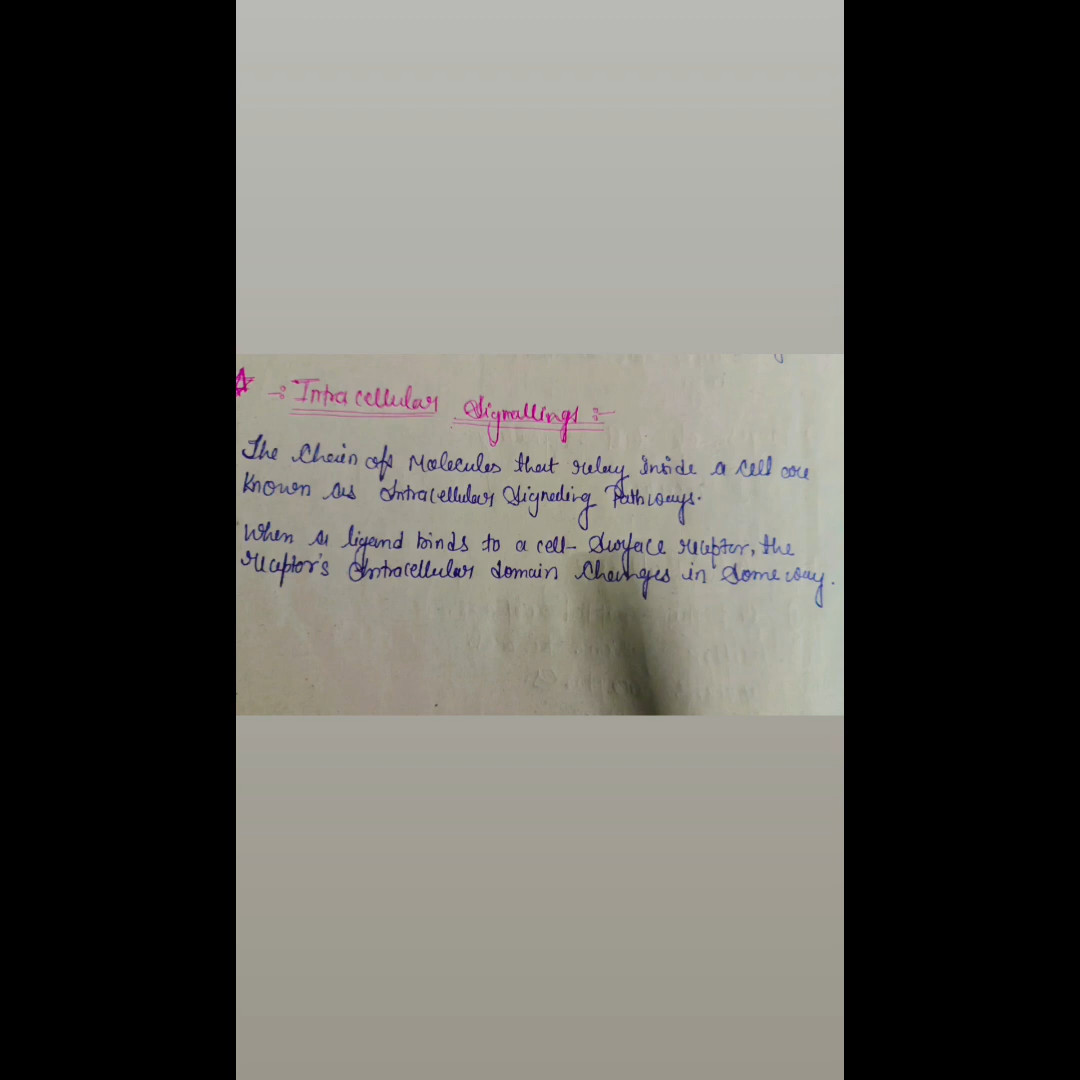 -: Intracellular Signallings :-
The Chain of Molecules that relay inside a cell are
Known as Intracellular Signaling Pathways.
When a ligand binds to a cell- Surface receptor, the
receptor's Intracellular domain Changes in Some way.